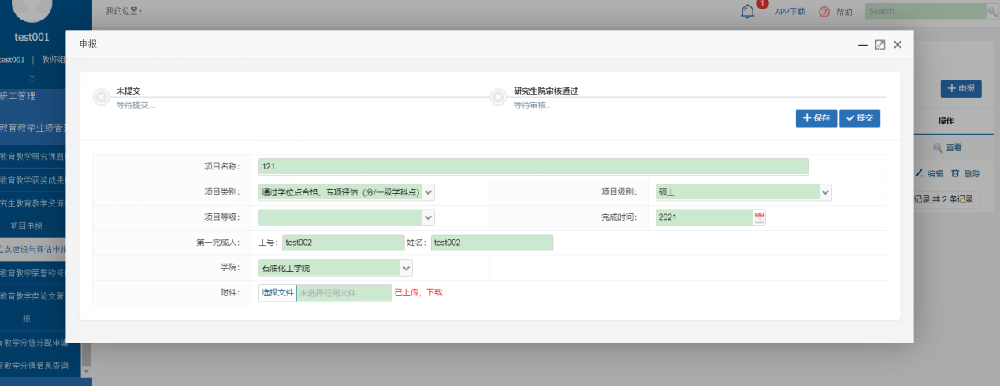 我的位置：
1
APP下载
帮助
Search...
test001
test001 | 教师组
研工管理
教育教学业绩管
教育教学研究课题
教育教学获奖成果
究生教育教学资源
项目申报
位点建设与评估申报
教育教学荣誉称号
教育教学类论文著
报
育教学分值分配申请
育教学分值信息查询
申报
未提交
等待提交...
研究生院审核通过
等待审核...
保存
提交
项目名称: 121
项目类别: 通过学位点合格、专项评估（分/一级学科点)
项目级别: 硕士
项目等级:
完成时间: 2021
第一完成人: 工号: test002 姓名: test002
学院: 石油化工学院
附件: 选择文件 未选择任何文件 已上传，下载
申报
操作
查看
编辑 删除
记录 共 2 条记录